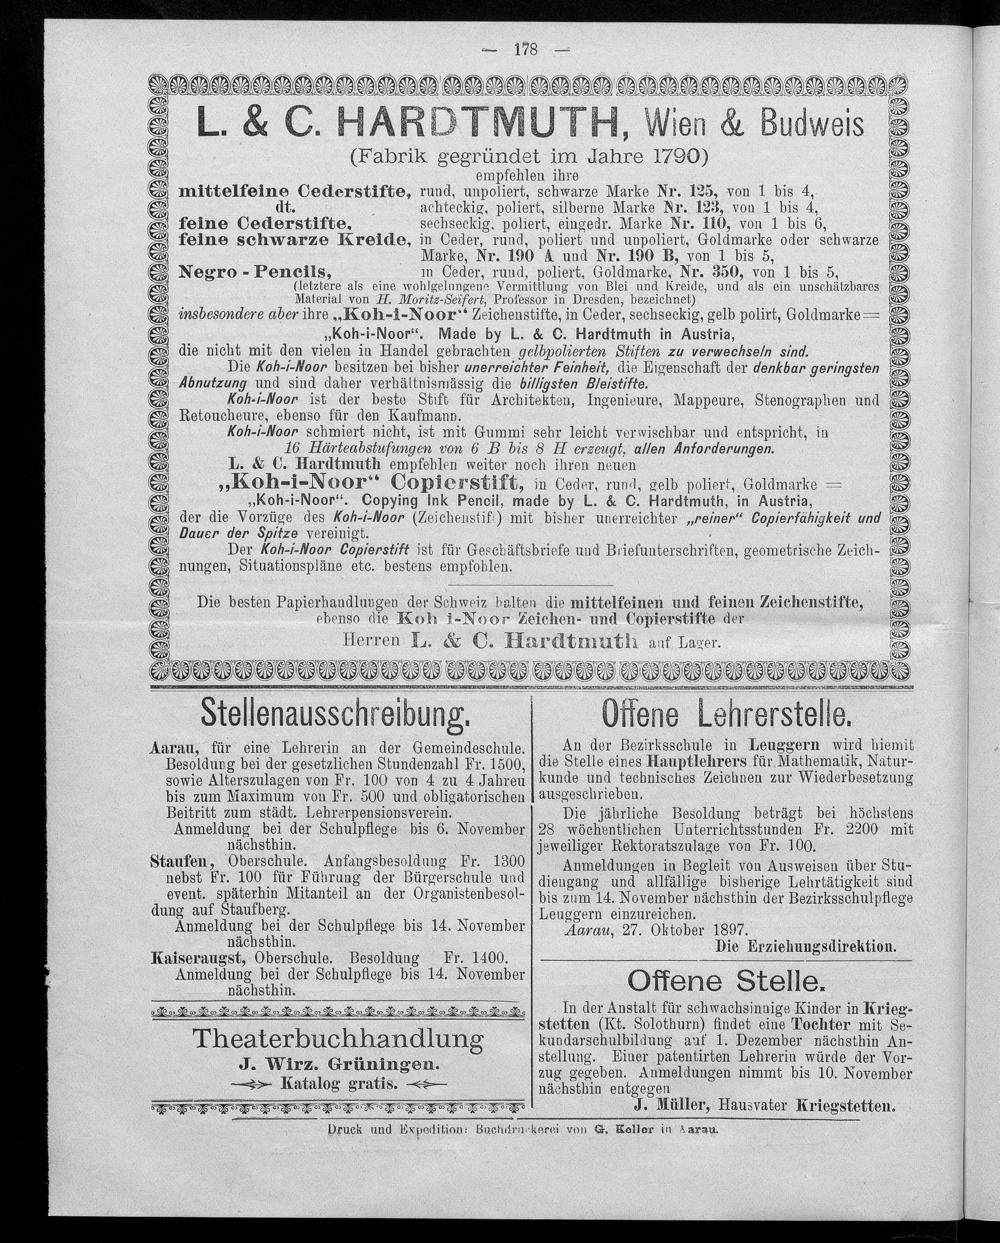 — 178 —
L. & C. HARDTMUTH, Wien & Budweis
(Fabrik gegründet im Jahre 1790)
empfehlen ihre
mittelfeine Cederstifte, rund, unpoliert, schwarze Marke Nr. 125, von 1 bis 4,
dt. achteckig, poliert, silberne Marke Nr. 123, von 1 bis 4,
feine Cederstifte, sechseckig, poliert, eingedr. Marke Nr. 110, von 1 bis 6,
feine schwarze Kreide, in Ceder, rund, poliert und unpoliert, Goldmarke oder schwarze
Marke, Nr. 190 A und Nr. 190 B, von 1 bis 5,
Negro-Pencils, in Ceder, rund, poliert, Goldmarke, Nr. 350, von 1 bis 5,
(letztere als eine wohlgelungene Vermittlung von Blei und Kreide, und als ein unschätzbares
Material von H. Moritz-Seifert, Professor in Dresden, bezeichnet)
insbesondere aber ihre „Koh-i-Noor“ Zeichenstifte, in Ceder, sechseckig, gelb polirt, Goldmarke =
„Koh-i-Noor“. Made by L. & C. Hardtmuth in Austria,
die nicht mit den vielen in Handel gebrachten gelbpolierten Stiften zu verwechseln sind.
Die Koh-i-Noor besitzen bei bisher unerreichter Feinheit, die Eigenschaft der denkbar geringsten
Abnutzung und sind daher verhältnismässig die billigsten Bleistifte.
Koh-i-Noor ist der beste Stift für Architekten, Ingenieure, Mappeure, Stenographen und
Retoucheure, ebenso für den Kaufmann.
Koh-i-Noor schmiert nicht, ist mit Gummi sehr leicht verwischbar und entspricht, in
16 Härteabstufungen von 6 B bis 8 H erzeugt, allen Anforderungen.
L. & C. Hardtmuth empfehlen weiter noch ihren neuen
„Koh-i-Noor“ Copierstift, in Ceder, rund, gelb poliert, Goldmarke =
„Koh-i-Noor“. Copying Ink Pencil, made by L. & C. Hardtmuth, in Austria,
der die Vorzüge des Koh-i-Noor (Zeichenstift) mit bisher unerreichter „reiner“ Copierfähigkeit und
Dauer der Spitze vereinigt.
Der Koh-i-Noor Copierstift ist für Geschäftsbriefe und Briefunterschriften, geometrische Zeich-
nungen, Situationspläne etc. bestens empfohlen.
Die besten Papierhandlungen der Schweiz halten die mittelfeinen und feinen Zeichenstifte,
ebenso die Koh i-Noor Zeichen- und Copierstifte der
Herren L. & C. Hardtmuth auf Lager.
Stellenausschreibung.
Aarau, für eine Lehrerin an der Gemeindeschule.
Besoldung bei der gesetzlichen Stundenzahl Fr. 1500,
sowie Alterszulagen von Fr. 100 von 4 zu 4 Jahren
bis zum Maximum von Fr. 500 und obligatorischen
Beitritt zum städt. Lehrerpensionsverein.
Anmeldung bei der Schulpflege bis 6. November
nächsthin.
Staufen, Oberschule. Anfangsbesoldung Fr. 1300
nebst Fr. 100 für Führung der Bürgerschule und
event. späterhin Mitanteil an der Organistenbesol-
dung auf Staufberg.
Anmeldung bei der Schulpflege bis 14. November
nächsthin.
Kaiseraugst, Oberschule. Besoldung Fr. 1400.
Anmeldung bei der Schulpflege bis 14. November
nächsthin.
Theaterbuchhandlung
J. Wirz. Grüningen.
Katalog gratis.
Offene Lehrerstelle.
An der Bezirksschule in Leuggern wird hiemit
die Stelle eines Hauptlehrers für Mathematik, Natur-
kunde und technisches Zeichnen zur Wiederbesetzung
ausgeschrieben.
Die jährliche Besoldung beträgt bei höchstens
28 wöchentlichen Unterrichtsstunden Fr. 2200 mit
jeweiliger Rektoratszulage von Fr. 100.
Anmeldungen in Begleit von Ausweisen über Stu-
diengang und allfällige bisherige Lehrtätigkeit sind
bis zum 14. November nächsthin der Bezirksschulpflege
Leuggern einzureichen.
Aarau, 27. Oktober 1897.
Die Erziehungsdirektion.
Offene Stelle.
In der Anstalt für schwachsinnige Kinder in Krieg-
stetten (Kt. Solothurn) findet eine Tochter mit Se-
kundarschulbildung auf 1. Dezember nächsthin An-
stellung. Einer patentirten Lehrerin würde der Vor-
zug gegeben. Anmeldungen nimmt bis 10. November
nächsthin entgegen
J. Müller, Hausvater Kriegstetten.
Druck und Expedition: Buchdruckerei von G. Keller in Aarau.